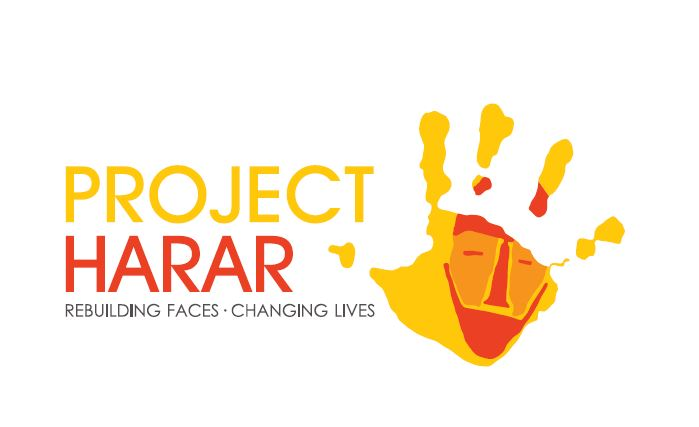 PROJECT
HARAR
REBUILDING FACES · CHANGING LIVES